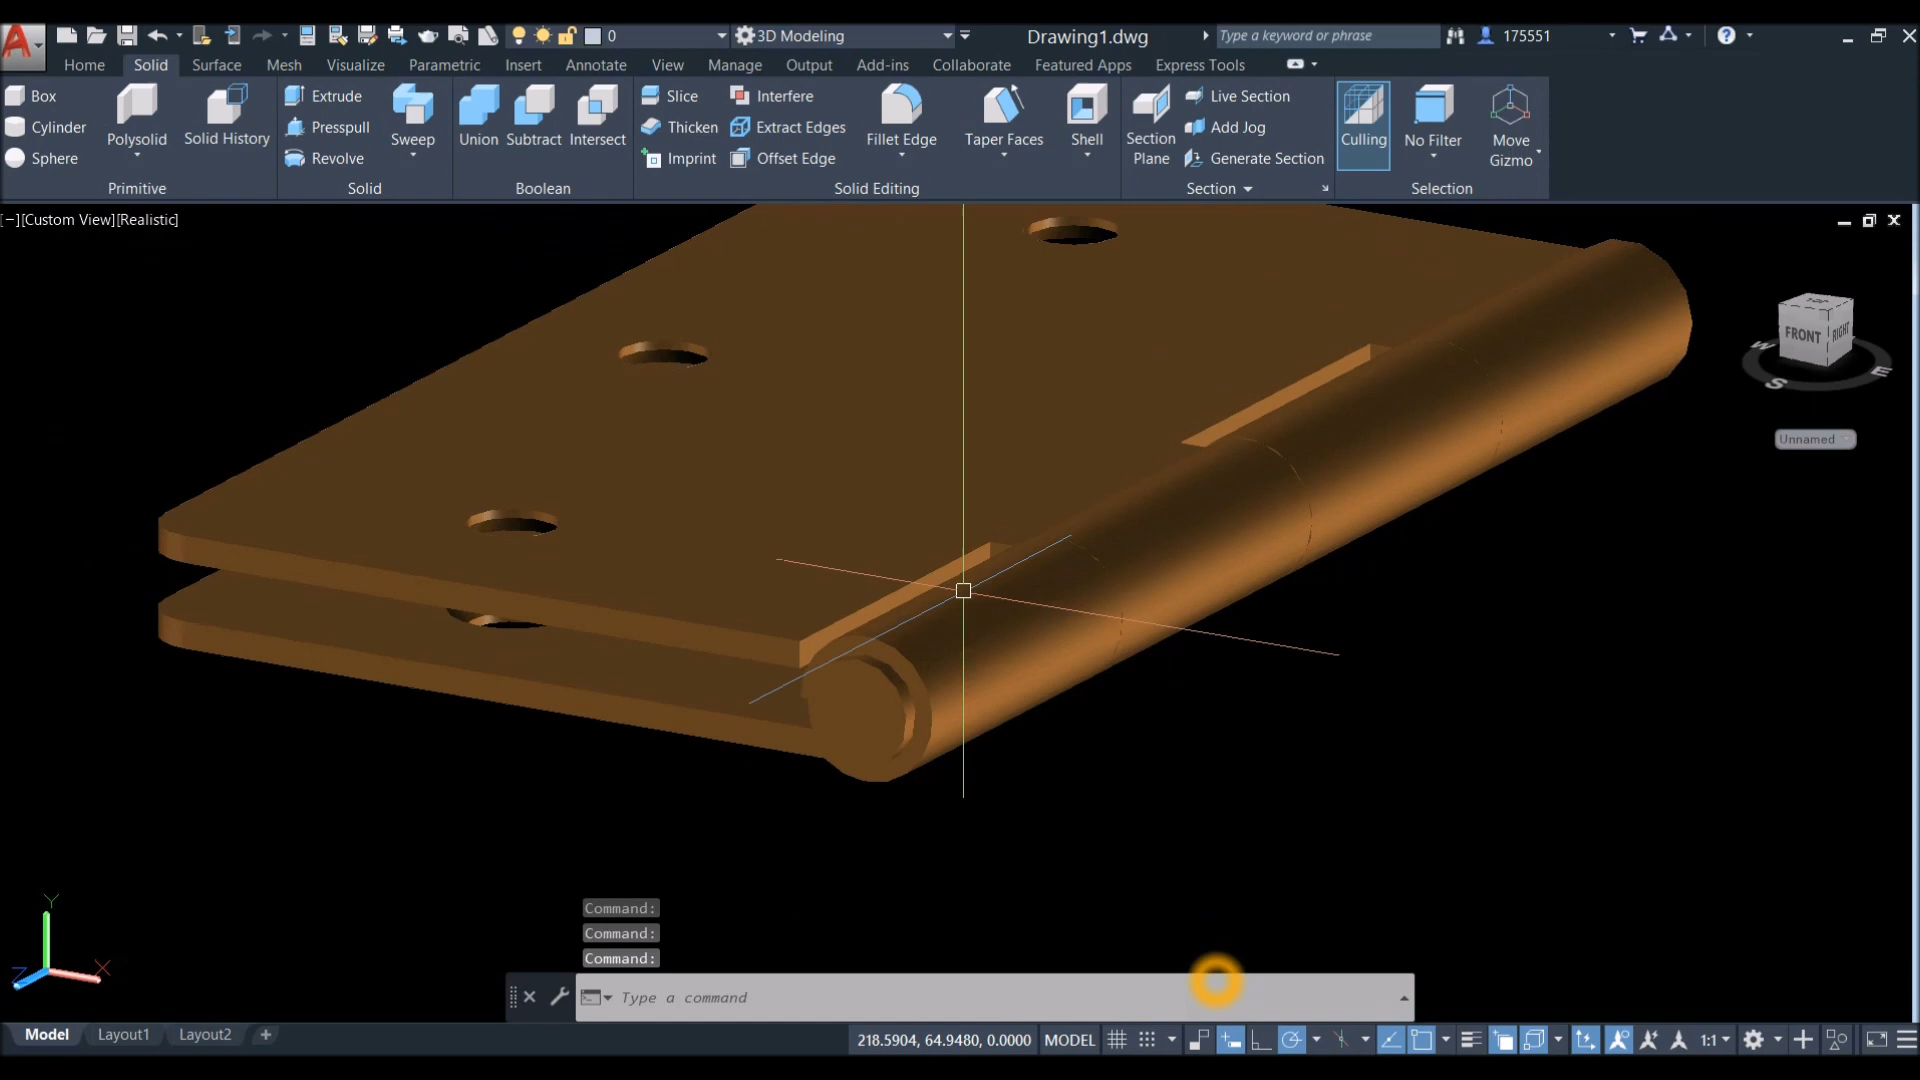 0 3D Modeling Drawing1.dwg Type a keyword or phrase 175551
Home Solid Surface Mesh Visualize Parametric Insert Annotate View Manage Output Add-ins Collaborate Featured Apps Express Tools
Box Extrude Slice Interfere Live Section
Cylinder Polysolid Solid History Presspull Sweep Union Subtract Intersect Thicken Extract Edges Fillet Edge Taper Faces Shell Section Plane Add Jog Culling No Filter Move Gizmo
Sphere Revolve Imprint Offset Edge Generate Section
Primitive Solid Boolean Solid Editing Section Selection
[−][Custom View][Realistic]
TOP
FRONT RIGHT
W S E
Unnamed
Command:
Command:
Command:
Type a command
Y
Z X
Model Layout1 Layout2 218.5904, 64.9480, 0.0000 MODEL 1:1